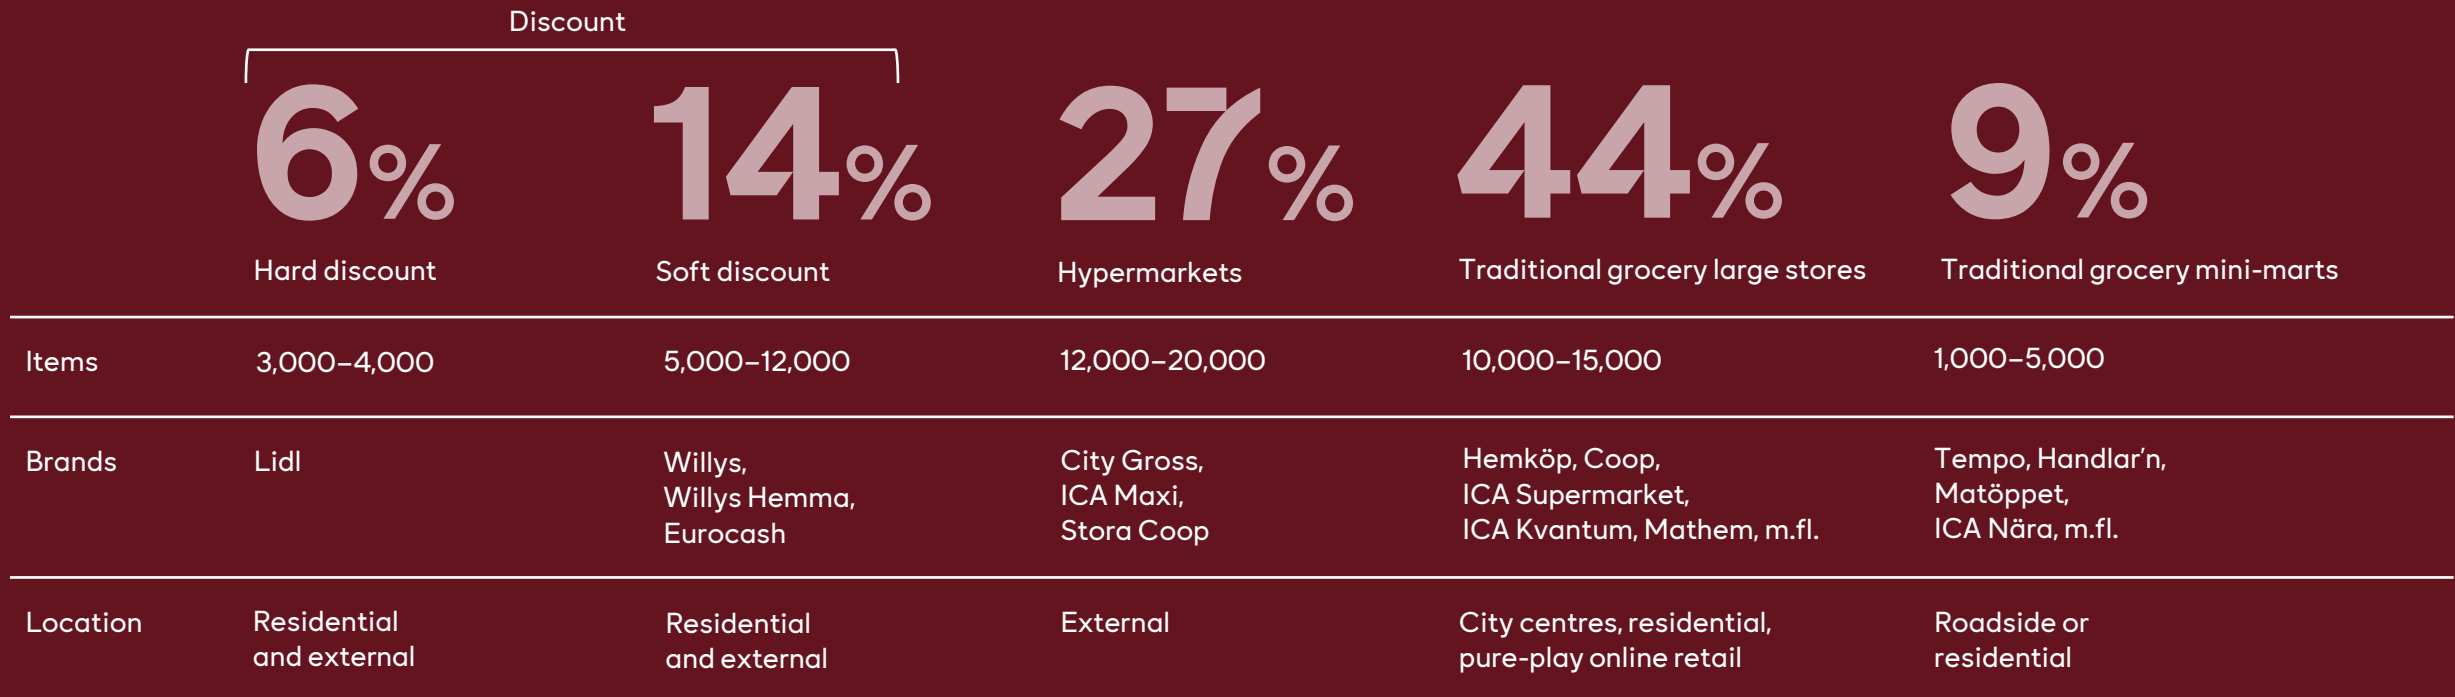 Discount
6% 14% 27% 44% 9%
Hard discount Soft discount Hypermarkets Traditional grocery large stores Traditional grocery mini-marts
Items 3,000–4,000 5,000–12,000 12,000–20,000 10,000–15,000 1,000–5,000
Brands Lidl Willys, City Gross, Hemköp, Coop, Tempo, Handlar’n,
Willys Hemma, ICA Maxi, ICA Supermarket, Matöppet,
Eurocash Stora Coop ICA Kvantum, Mathem, m.fl. ICA Nära, m.fl.
Location Residential Residential External City centres, residential, Roadside or
and external and external pure-play online retail residential